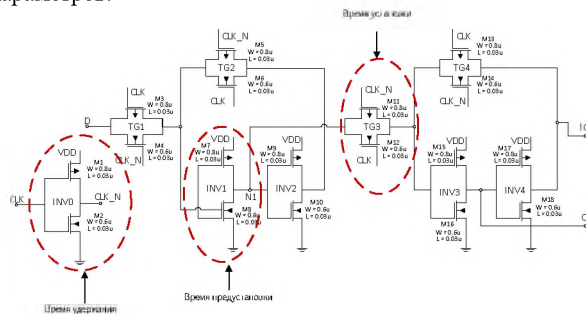 Время установки
CLK_N
M5
W = 0.8u
L = 0.03u
TG2
M6
W = 0.6u
L = 0.03u
CLK
CLK
M3
W = 0.8u
L = 0.03u
D
TG1
M4
W = 0.6u
L = 0.03u
CLK_N
CLK_N
M11
W = 0.8u
L = 0.03u
TG3
M12
W = 0.6u
L = 0.03u
CLK
CLK
M13
W = 0.8u
L = 0.03u
TG4
M14
W = 0.6u
L = 0.03u
CLK_N
VDD
M1
W = 0.8u
L = 0.03u
CLK
INV0
CLK_N
M2
W = 0.6u
L = 0.03u
VDD
M7
W = 0.8u
L = 0.03u
INV1
N1
M8
W = 0.6u
L = 0.03u
VDD
M9
W = 0.8u
L = 0.03u
INV2
M10
W = 0.6u
L = 0.03u
VDD
M15
W = 0.8u
L = 0.03u
INV3
M16
W = 0.6u
L = 0.03u
VDD
M17
W = 0.8u
L = 0.03u
INV4
M18
W = 0.6u
L = 0.03u
Время удержания
Время предустановки